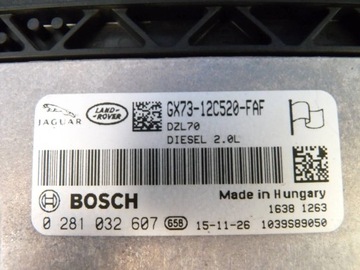 JAGUAR
LAND-ROVER
GX73-12C520-FAF
DZL70
DIESEL 2.0L
BOSCH
Made in Hungary
1638 1263
0 281 032 607 658 15-11-26 1039S89050